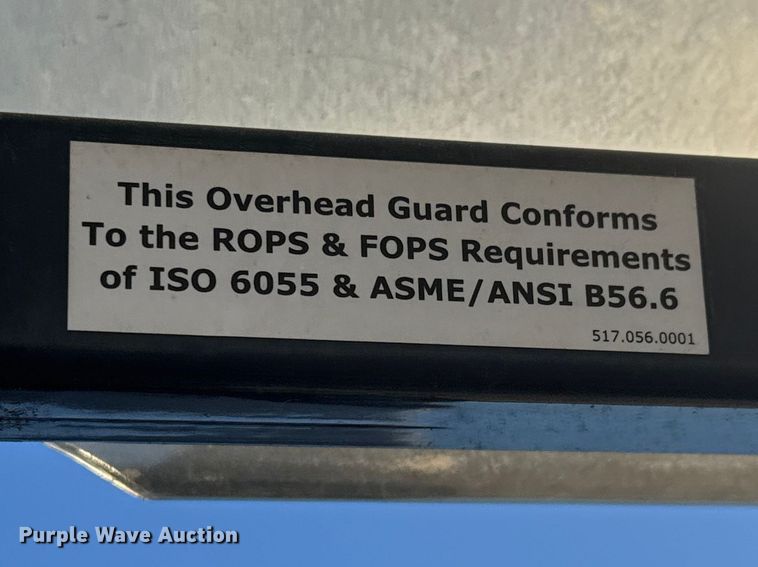 This Overhead Guard Conforms
To the ROPS & FOPS Requirements
of ISO 6055 & ASME/ANSI B56.6
517.056.0001
Purple Wave Auction